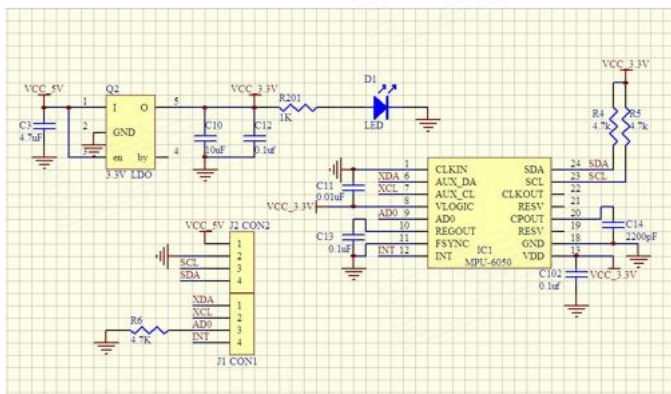 VCC_5V
Q2
VCC_3.3V
D1
VCC_3.3V
1
I
O
5
R201
1K
LED
C3
4.7uF
2
GND
C10
10uF
C12
0.1uf
3
en
by
4
3.3V LDO
R4
4.7k
R5
4.7k
1 CLKIN SDA 24 SDA
XDA 6 AUX_DA SCL 23 SCL
XCL 7 AUX_CL CLKOUT 22
VCC_3.3V 8 VLOGIC RESV 21
AD0 9 AD0 CPOUT 20
10 REGOUT RESV 19
11 FSYNC GND 18
INT 12 INT VDD 13
IC1
MPU-6050
C11
0.01uF
C13
0.1uF
C14
2200pF
C102
0.1uf
VCC_3.3V
VCC_5V
J2 CON2
1
2
SCL 3
SDA 4
XDA 1
XCL 2
AD0 3
INT 4
R6
4.7K
J1 CON1